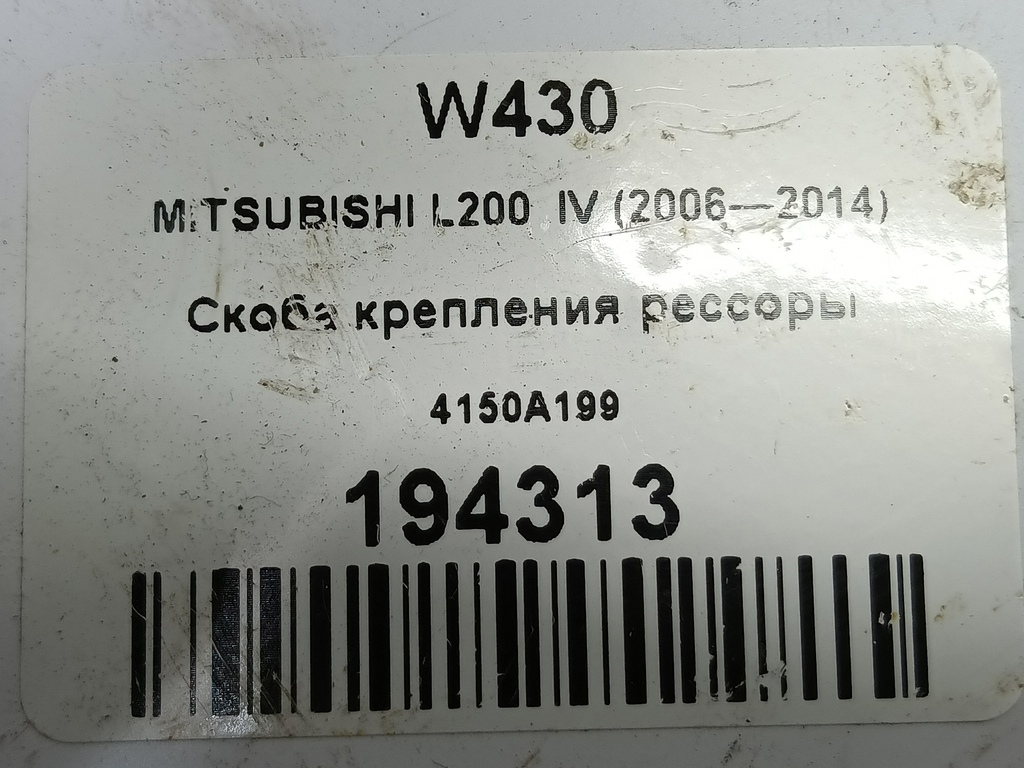 W430
MITSUBISHI L200 IV (2006—2014)
Скоба крепления рессоры
4150A199
194313